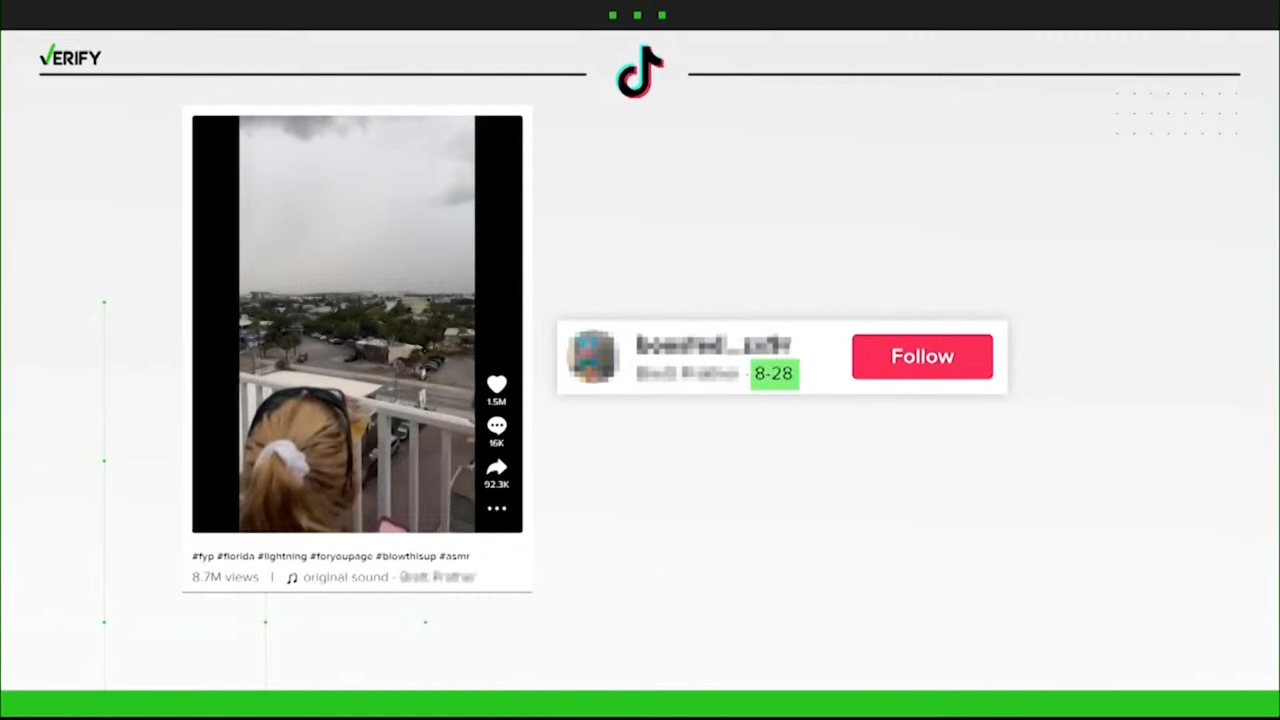 VERIFY
1.5M
16K
92.3K
#fyp #florida #lightning #foryoupage #blowthisup #asmr
8.7M views | original sound -
8-28
Follow